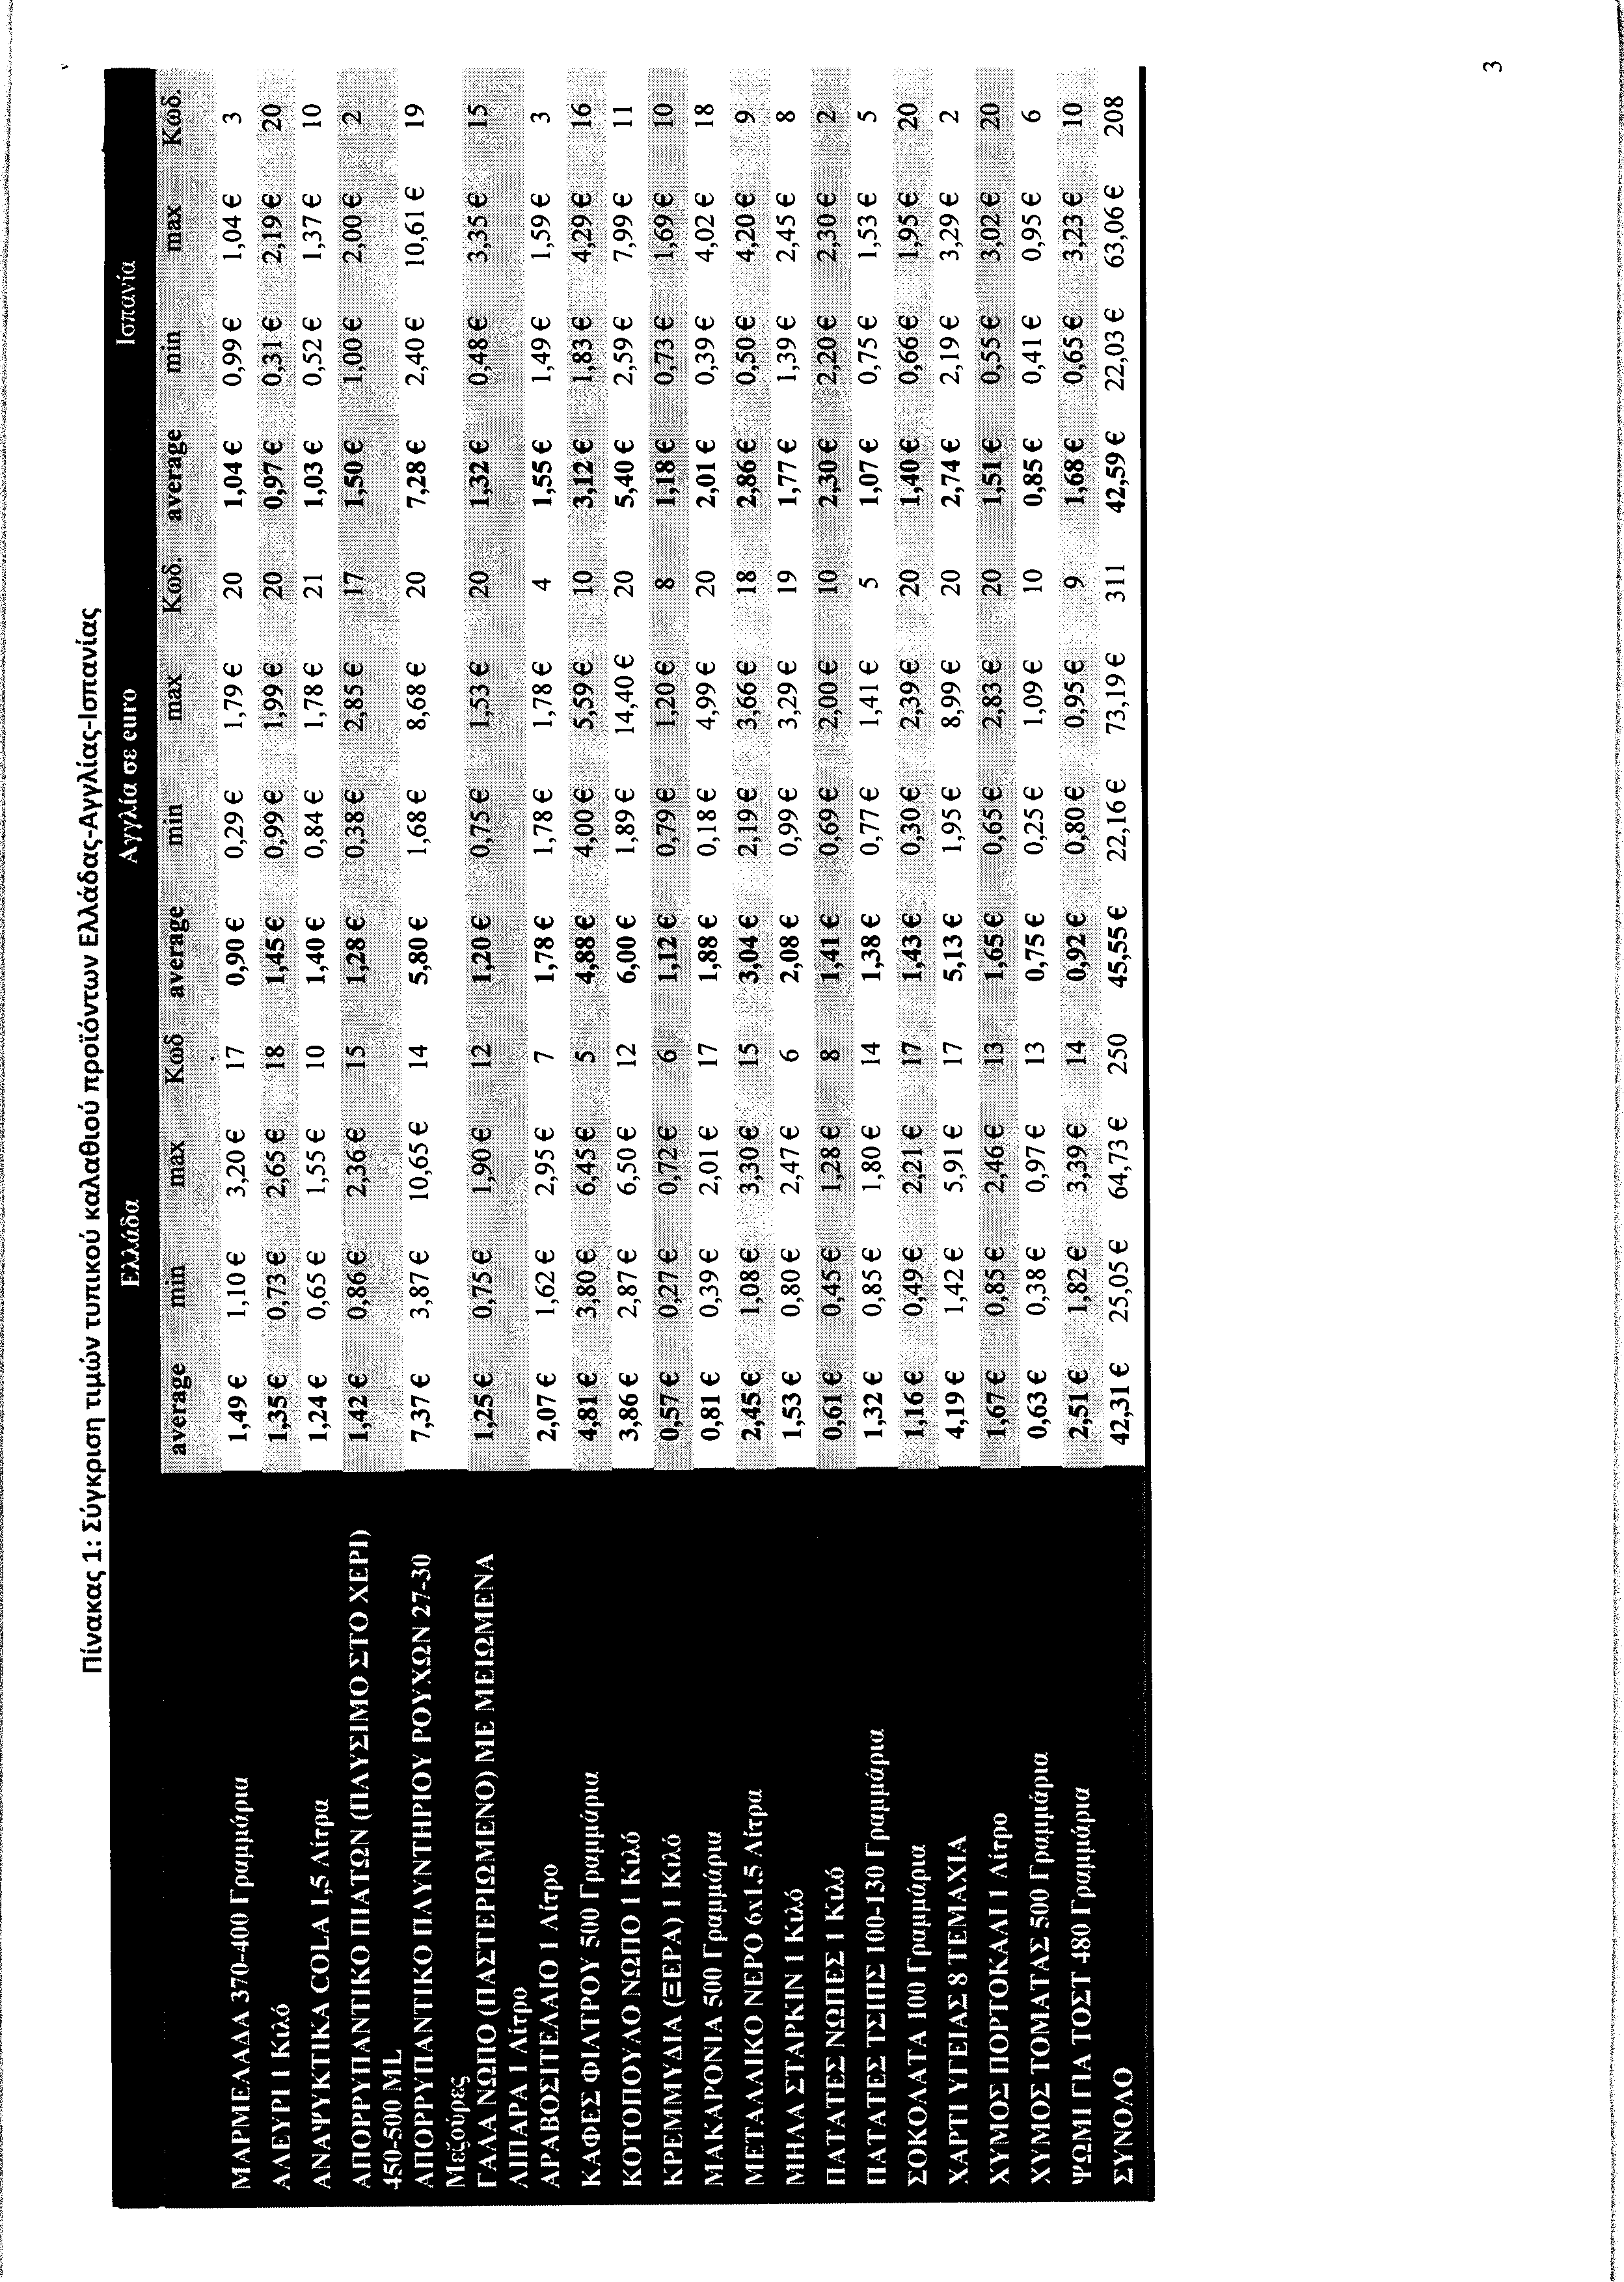 Πίνακας 1: Σύγκριση τιμών τυπικού καλαθιού προϊόντων Ελλάδας-Αγγλίας-Ισπανίας
Ελλάδα Αγγλία σε euro Ισπανία
average min max Κωδ average min max Κωδ. average min max Κωδ.
ΜΑΡΜΕΛΑΔΑ 370-400 Γραμμάρια 1,49 € 1,10 € 3,20 € 17 0,90 € 0,29 € 1,79 € 20 1,04 € 0,99 € 1,04 € 3
ΑΛΕΥΡΙ 1 Κιλό 1,35 € 0,73 € 2,65 € 18 1,45 € 0,99 € 1,99 € 20 0,97 € 0,31 € 2,19 € 20
ΑΝΑΨΥΚΤΙΚΑ COLA 1,5 Λίτρα 1,24 € 0,65 € 1,55 € 10 1,40 € 0,84 € 1,78 € 21 1,03 € 0,52 € 1,37 € 10
ΑΠΟΡΡΥΠΑΝΤΙΚΟ ΠΙΑΤΩΝ (ΠΛΥΣΙΜΟ ΣΤΟ ΧΕΡΙ) 1,42 € 0,86 € 2,36 € 15 1,28 € 0,38 € 2,85 € 17 1,50 € 1,00 € 2,00 € 2
450-500 ML
ΑΠΟΡΡΥΠΑΝΤΙΚΟ ΠΛΥΝΤΗΡΙΟΥ ΡΟΥΧΩΝ 27-30 7,37 € 3,87 € 10,65 € 14 5,80 € 1,68 € 8,68 € 20 7,28 € 2,40 € 10,61 € 19
Μεζούρες
ΓΑΛΑ ΝΩΠΟ (ΠΑΣΤΕΡΙΩΜΕΝΟ) ΜΕ ΜΕΙΩΜΕΝΑ 1,25 € 0,75 € 1,90 € 12 1,20 € 0,75 € 1,53 € 20 1,32 € 0,48 € 3,35 € 15
ΛΙΠΑΡΑ 1 Λίτρο
ΑΡΑΒΟΣΙΤΕΛΑΙΟ 1 Λίτρο 2,07 € 1,62 € 2,95 € 7 1,78 € 1,78 € 1,78 € 4 1,55 € 1,49 € 1,59 € 3
ΚΑΦΕΣ ΦΙΛΤΡΟΥ 500 Γραμμάρια 4,81 € 3,80 € 6,45 € 5 4,88 € 4,00 € 5,59 € 10 3,12 € 1,83 € 4,29 € 16
ΚΟΤΟΠΟΥΛΟ ΝΩΠΟ 1 Κιλό 3,86 € 2,87 € 6,50 € 12 6,00 € 1,89 € 14,40 € 20 5,40 € 2,59 € 7,99 € 11
ΚΡΕΜΜΥΔΙΑ (ΞΕΡΑ) 1 Κιλό 0,57 € 0,27 € 0,72 € 6 1,12 € 0,79 € 1,20 € 8 1,18 € 0,73 € 1,69 € 10
ΜΑΚΑΡΟΝΙΑ 500 Γραμμάρια 0,81 € 0,39 € 2,01 € 17 1,88 € 0,18 € 4,99 € 20 2,01 € 0,39 € 4,02 € 18
ΜΕΤΑΛΛΙΚΟ ΝΕΡΟ 6x1.5 Λίτρα 2,45 € 1,08 € 3,30 € 15 3,04 € 2,19 € 3,66 € 18 2,86 € 0,50 € 4,20 € 9
ΜΗΛΑ ΣΤΑΡΚΙΝ 1 Κιλό 1,53 € 0,80 € 2,47 € 6 2,08 € 0,99 € 3,29 € 19 1,77 € 1,39 € 2,45 € 8
ΠΑΤΑΤΕΣ ΝΩΠΕΣ 1 Κιλό 0,61 € 0,45 € 1,28 € 8 1,41 € 0,69 € 2,00 € 10 2,30 € 2,20 € 2,30 € 2
ΠΑΤΑΤΕΣ ΤΣΙΠΣ 100-130 Γραμμάρια 1,32 € 0,85 € 1,80 € 14 1,38 € 0,77 € 1,41 € 5 1,07 € 0,75 € 1,53 € 5
ΣΟΚΟΛΑΤΑ 100 Γραμμάρια 1,16 € 0,49 € 2,21 € 17 1,43 € 0,30 € 2,39 € 20 1,40 € 0,66 € 1,95 € 20
ΧΑΡΤΙ ΥΓΕΙΑΣ 8 ΤΕΜΑΧΙΑ 4,19 € 1,42 € 5,91 € 17 5,13 € 1,95 € 8,99 € 20 2,74 € 2,19 € 3,29 € 2
ΧΥΜΟΣ ΠΟΡΤΟΚΑΛΙ 1 Λίτρο 1,67 € 0,85 € 2,46 € 13 1,65 € 0,65 € 2,83 € 20 1,51 € 0,55 € 3,02 € 20
ΧΥΜΟΣ ΤΟΜΑΤΑΣ 500 Γραμμάρια 0,63 € 0,38 € 0,97 € 13 0,75 € 0,25 € 1,09 € 10 0,85 € 0,41 € 0,95 € 6
ΨΩΜΙ ΓΙΑ ΤΟΣΤ 480 Γραμμάρια 2,51 € 1,82 € 3,39 € 14 0,92 € 0,80 € 0,95 € 9 1,68 € 0,65 € 3,23 € 10
ΣΥΝΟΛΟ 42,31 € 25,05 € 64,73 € 250 45,55 € 22,16 € 73,19 € 311 42,59 € 22,03 € 63,06 € 208
3